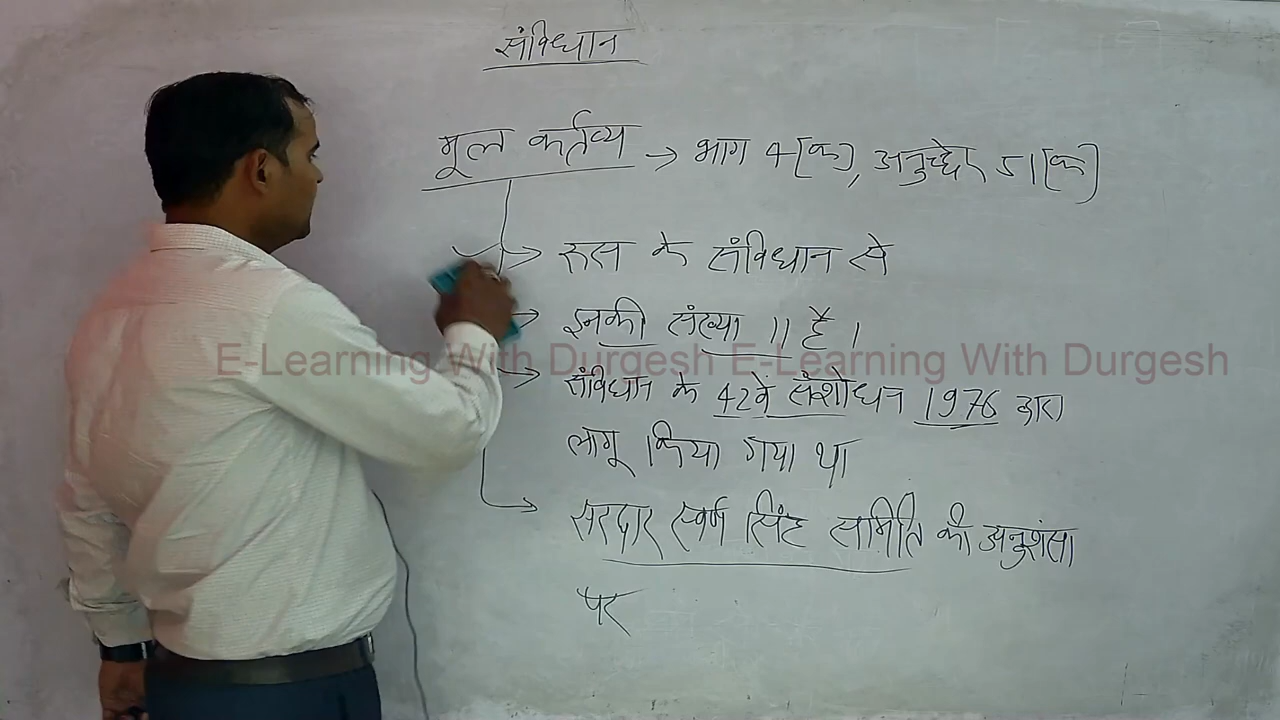 संविधान
मूल कर्तव्य → भाग 4 (क), अनुच्छेद 51 (क)
→ रूस के संविधान से
→ इनकी संख्या 11 है ।
→ संविधान के 42वे संशोधन 1976 द्वारा
लागू किया गया था
→ सरदार स्वर्ण सिंह समिति की अनुशंसा
पर
E-Learning With Durgesh E-Learning With Durgesh